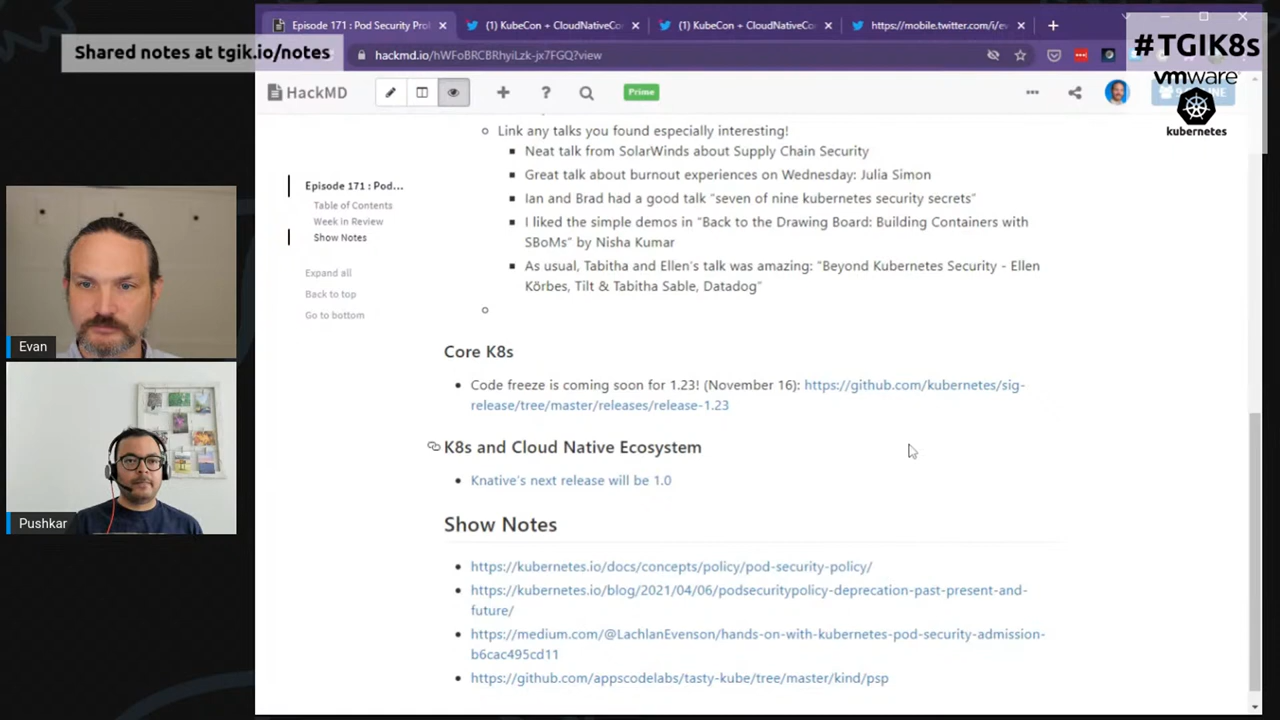 Shared notes at tgik.io/notes
Episode 171 : Pod Security Pro
(1) KubeCon + CloudNativeCo
(1) KubeCon + CloudNativeCo
https://mobile.twitter.com/i/ev
hackmd.io/hWFoBRCBRhyiLzk-jx7FGQ?view
#TGIK8s
vmware
kubernetes
HackMD
Prime
Episode 171 : Pod...
Table of Contents
Week in Review
Show Notes
Expall all
Back to top
Go to bottom
Link any talks you found especially interesting!
Neat talk from SolarWinds about Supply Chain Security
Great talk about burnout experiences on Wednesday: Julia Simon
Ian and Brad had a good talk “seven of nine kubernetes security secrets”
I liked the simple demos in “Back to the Drawing Board: Building Containers with
SBoMs” by Nisha Kumar
As usual, Tabitha and Ellen’s talk was amazing: “Beyond Kubernetes Security - Ellen
Körbes, Tilt & Tabitha Sable, Datadog”
Core K8s
Code freeze is coming soon for 1.23! (November 16): https://github.com/kubernetes/sig-
release/tree/master/releases/release-1.23
K8s and Cloud Native Ecosystem
Knative’s next release will be 1.0
Show Notes
https://kubernetes.io/docs/concepts/policy/pod-security-policy/
https://kubernetes.io/blog/2021/04/06/podsecuritypolicy-deprecation-past-present-and-
future/
https://medium.com/@LachlanEvenson/hands-on-with-kubernetes-pod-security-admission-
b6cac495cd11
https://github.com/appscodelabs/tasty-kube/tree/master/kind/psp
Evan
Pushkar